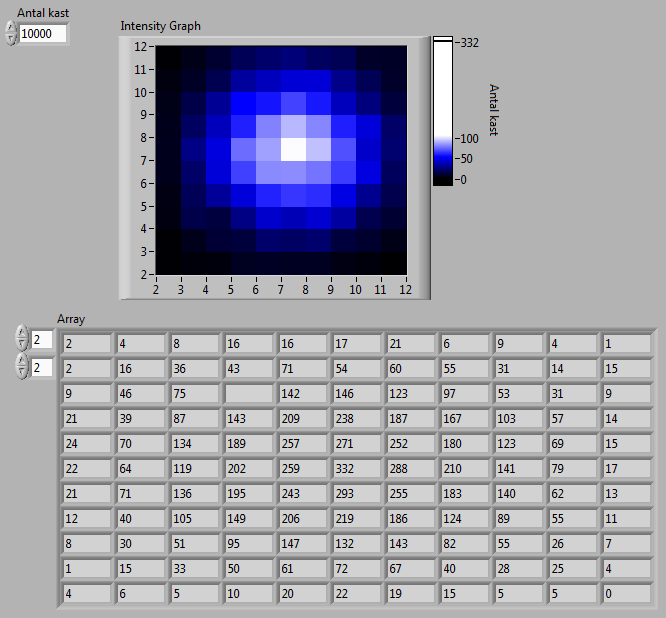 Antal kast
10000
Intensity Graph
12
11
10
9
8
7
6
5
4
3
2
2 3 4 5 6 7 8 9 10 11 12
332
100
50
0
Antal kast
Array
2
2
2 4 8 16 16 17 21 6 9 4 1
2 16 36 43 71 54 60 55 31 14 15
9 46 75 142 146 123 97 53 31 9
21 39 87 143 209 238 187 167 103 57 14
24 70 134 189 257 271 252 180 123 69 15
22 64 119 202 259 332 288 210 141 79 17
21 71 136 195 243 293 255 183 140 62 13
12 40 105 149 206 219 186 124 89 55 11
8 30 51 95 147 132 143 82 55 26 7
1 15 33 50 61 72 67 40 28 25 4
4 6 5 10 20 22 19 15 5 5 0